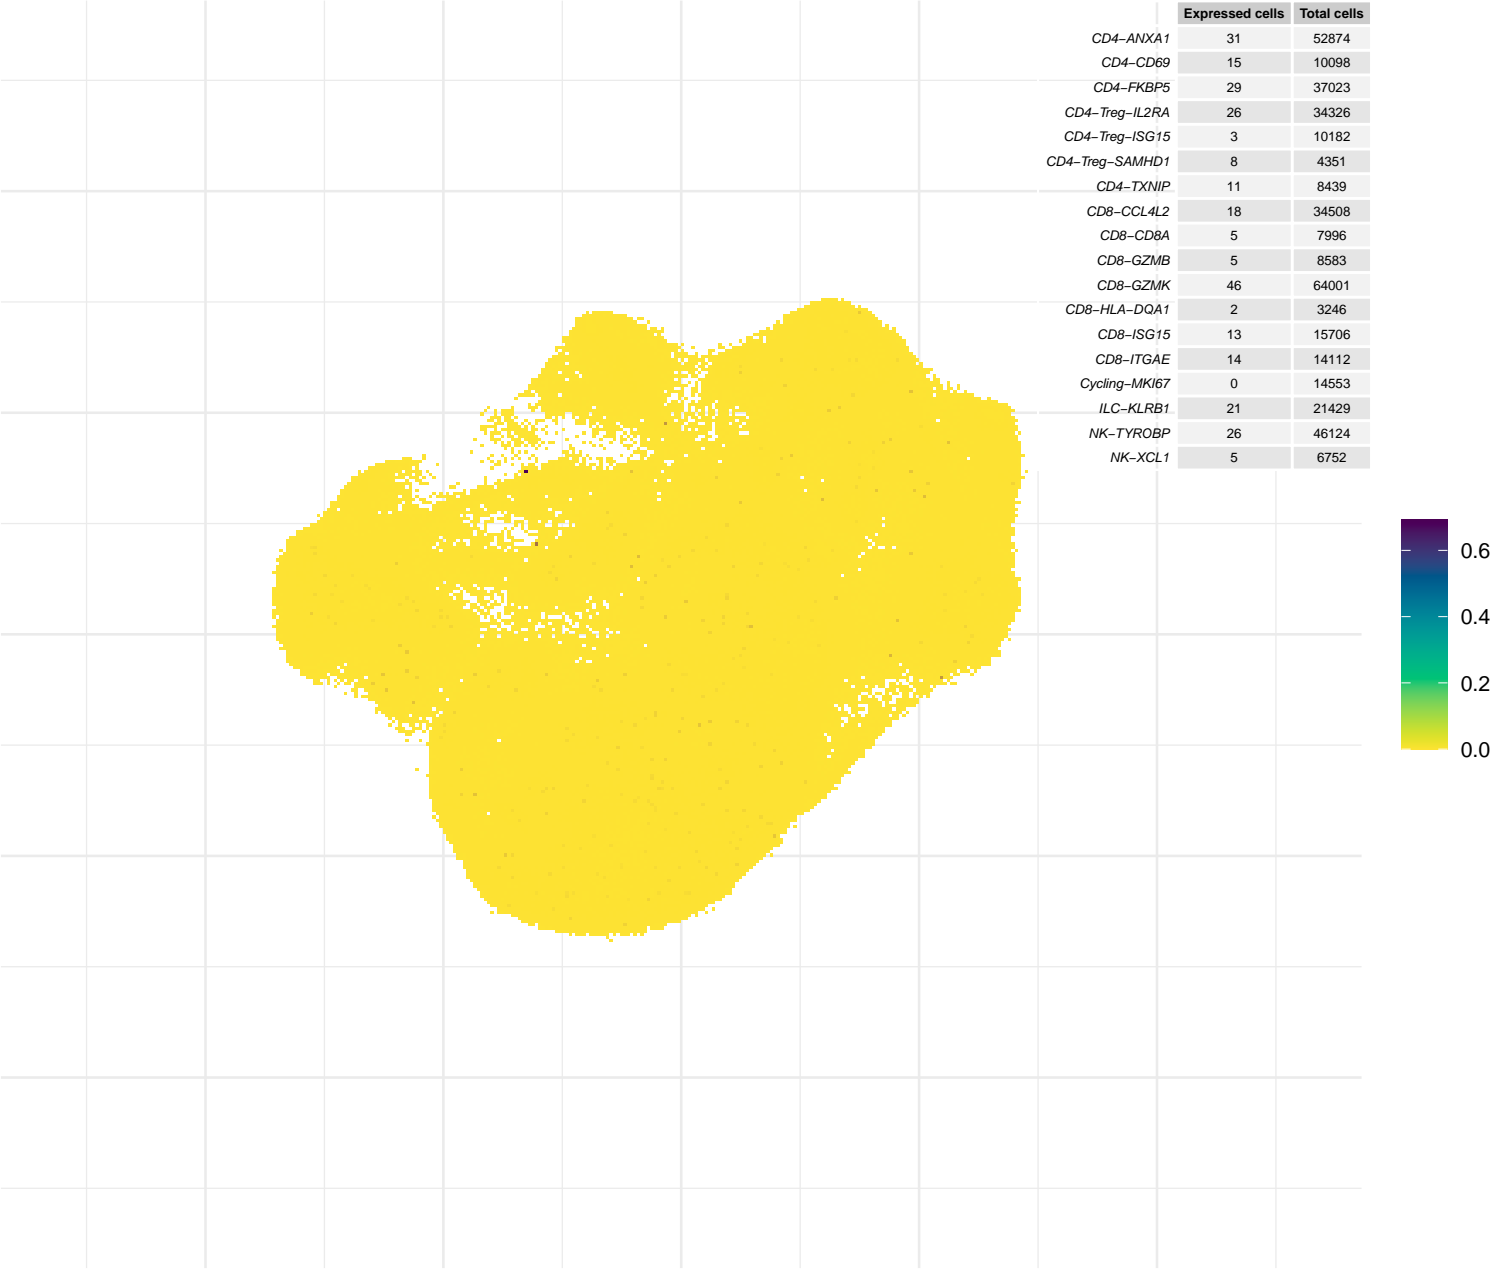 Expressed cells Total cells
CD4−ANXA1 31 52874
CD4−CD69 15 10098
CD4−FKBP5 29 37023
CD4−Treg−IL2RA 26 34326
CD4−Treg−ISG15 3 10182
CD4−Treg−SAMHD1 8 4351
CD4−TXNIP 11 8439
CD8−CCL4L2 18 34508
CD8−CD8A 5 7996
CD8−GZMB 5 8583
CD8−GZMK 46 64001
CD8−HLA−DQA1 2 3246
CD8−ISG15 13 15706
CD8−ITGAE 14 14112
Cycling−MKI67 0 14553
ILC−KLRB1 21 21429
NK−TYROBP 26 46124
NK−XCL1 5 6752
0.6
0.4
0.2
0.0